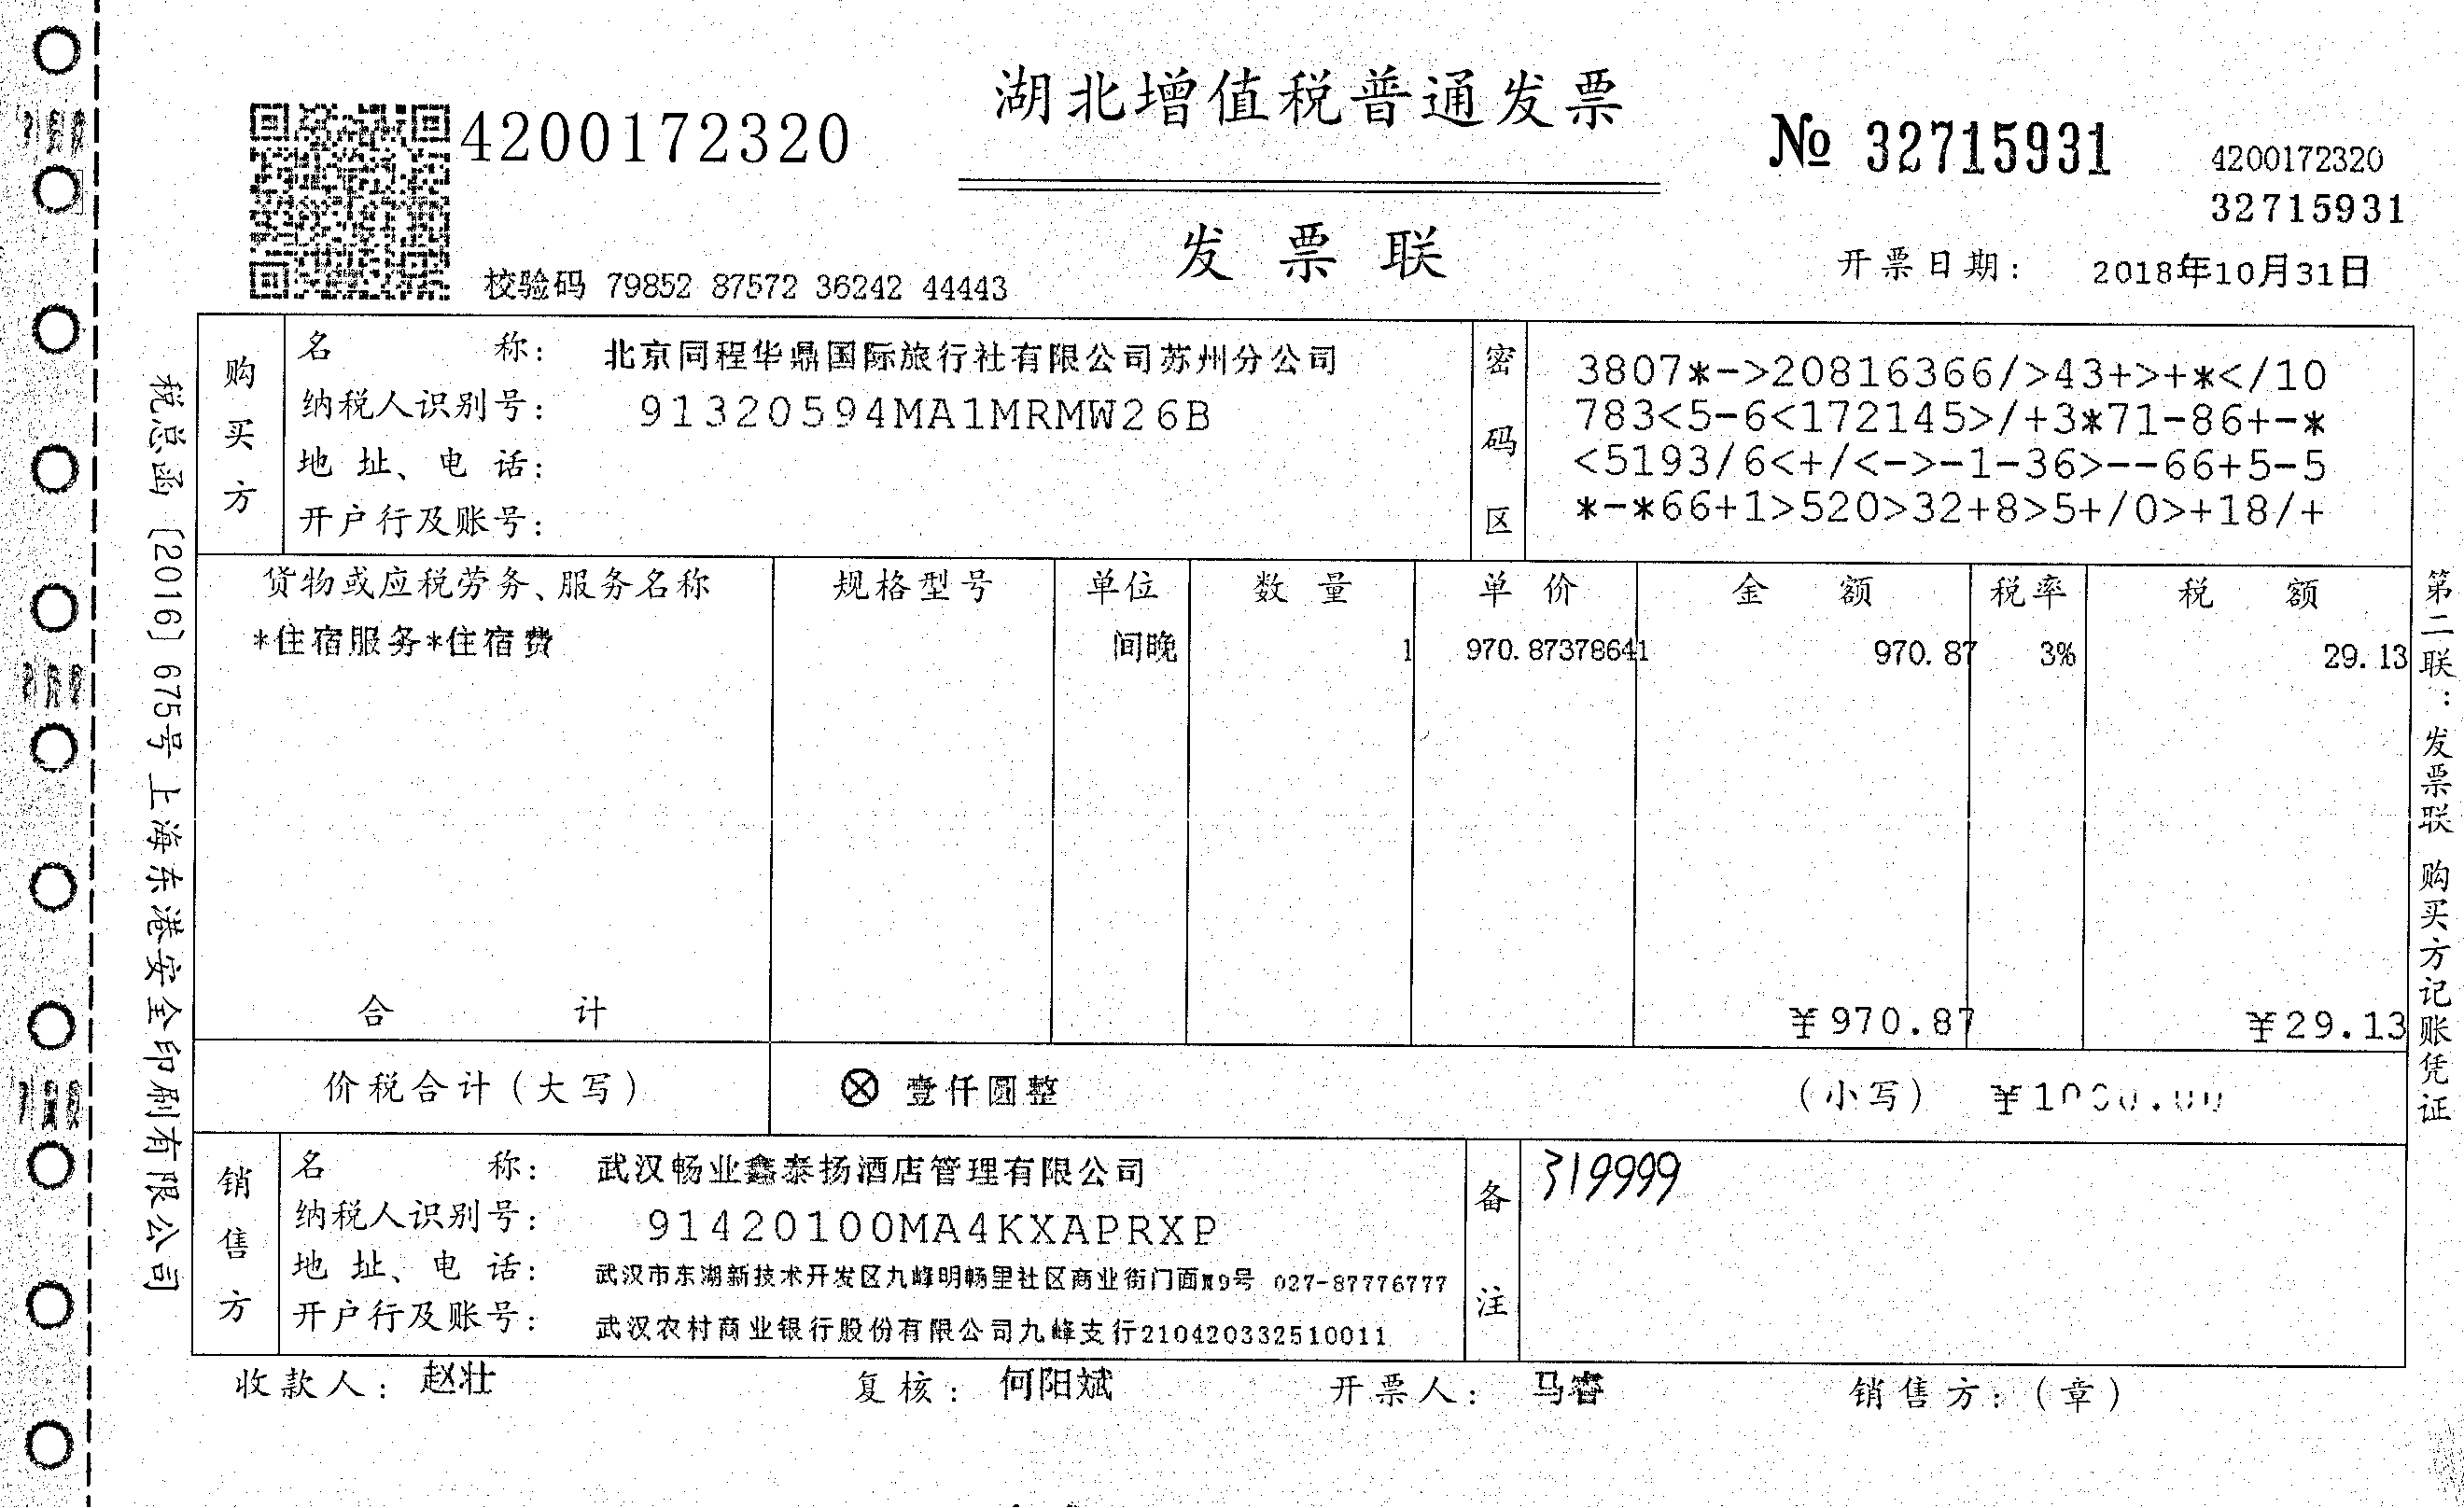 湖北增值税普通发票
4200172320
№ 32715931
4200172320
32715931
发票联
校验码 79852 87572 36242 44443
开票日期: 2018年10月31日
税总函〔2016〕675号上海东港安全印刷有限公司
购买方
名称: 北京同程华鼎国际旅行社有限公司苏州分公司
纳税人识别号: 91320594MA1MRMW26B
地址、电话:
开户行及账号:
密码区
3807*->20816366/>43+>+*</10
783<5-6<172145>/+3*71-86+-*
<5193/6<+/<->-1-36>--66+5-5
*-*66+1>520>32+8>5+/0>+18/+
货物或应税劳务、服务名称 规格型号 单位 数量 单价 金额 税率 税额
*住宿服务*住宿费 间晚 1 970.87378641 970.87 3% 29.13
合计 ¥970.87 ¥29.13
价税合计(大写) ⊗ 壹仟圆整 (小写) ¥1000.00
销售方
名称: 武汉畅业鑫泰扬酒店管理有限公司
纳税人识别号: 91420100MA4KXAPRXP
地址、电话: 武汉市东湖新技术开发区九峰明畅里社区商业街门面9号 027-87776777
开户行及账号: 武汉农村商业银行股份有限公司九峰支行210420332510011
备注
319999
收款人: 赵壮 复核: 何阳斌 开票人: 马睿 销售方:(章)
第二联:发票联 购买方记账凭证